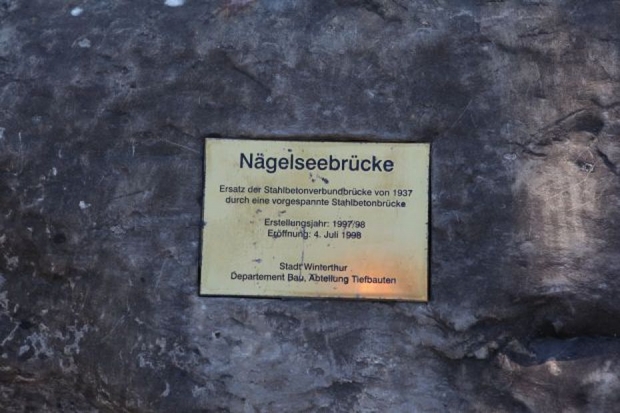 Nägelseebrücke
Ersatz der Stahlbetonverbundbrücke von 1937
durch eine vorgespannte Stahlbetonbrücke
Erstellungsjahr: 1997/98
Eröffnung: 4. Juli 1998
Stadt Winterthur
Departement Bau, Abteilung Tiefbauten